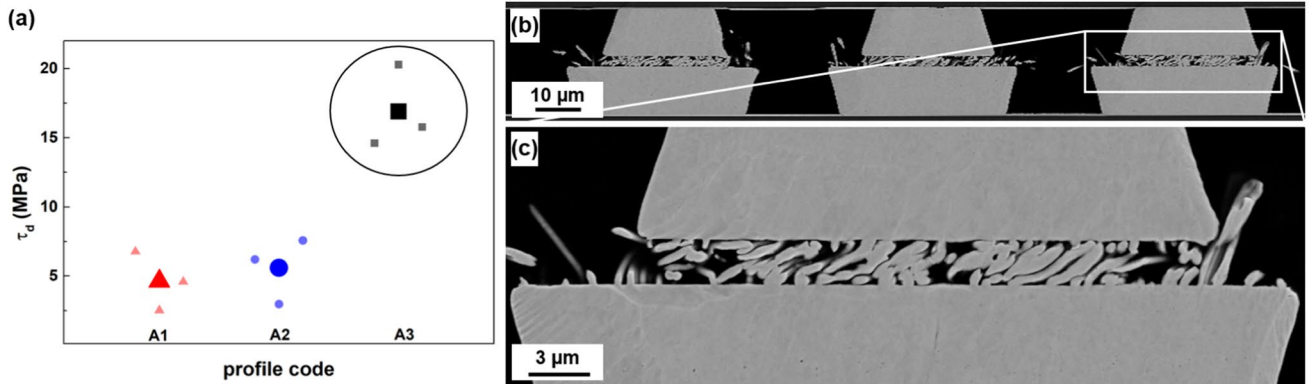 (a)
τd (MPa)
20
15
10
5
A1 A2 A3
profile code
(b)
10 µm
(c)
3 µm